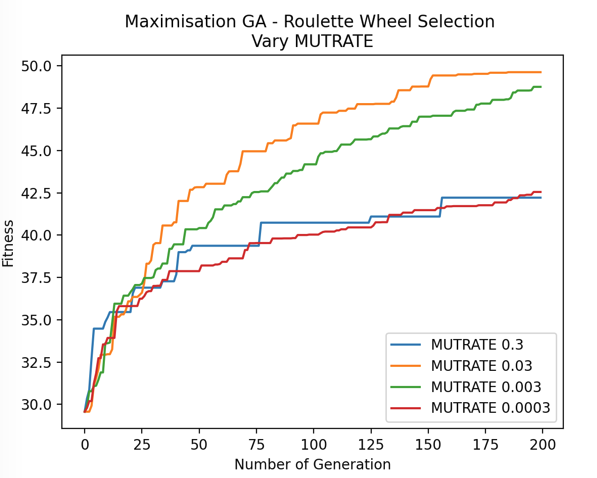 Maximisation GA - Roulette Wheel Selection
Vary MUTRATE
50.0
47.5
45.0
42.5
40.0
37.5
35.0
32.5
30.0
Fitness
MUTRATE 0.3
MUTRATE 0.03
MUTRATE 0.003
MUTRATE 0.0003
0 25 50 75 100 125 150 175 200
Number of Generation